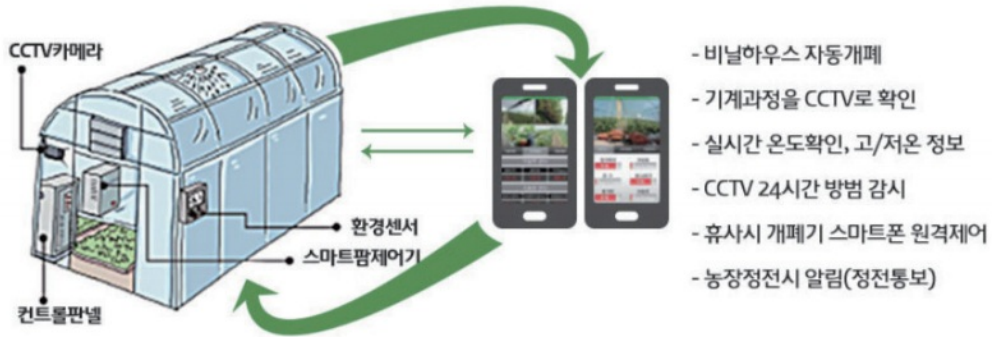 CCTV카메라
환경센서
스마트팜제어기
컨트롤판넬
- 비닐하우스 자동개폐
- 기계과정을 CCTV로 확인
- 실시간 온도확인, 고/저온 정보
- CCTV 24시간 방범 감시
- 휴사시 개폐기 스마트폰 원격제어
- 농장정전시 알림(정전통보)